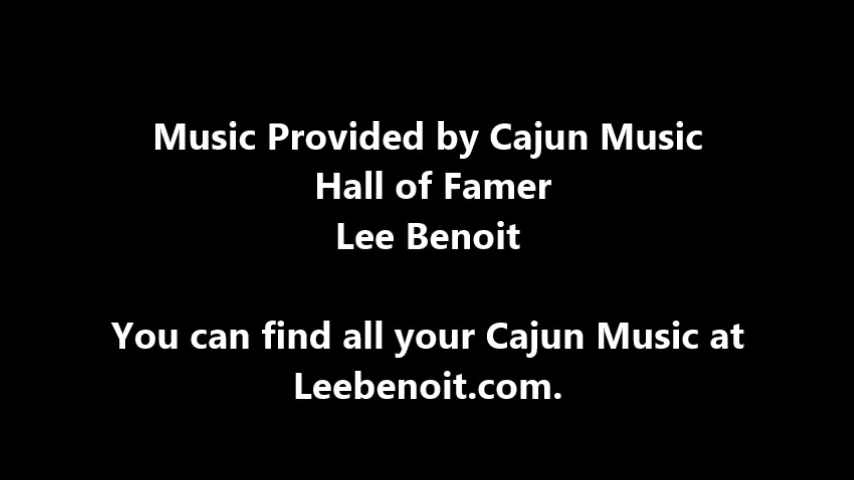 Music Provided by Cajun Music
Hall of Famer
Lee Benoit
You can find all your Cajun Music at
Leebenoit.com.